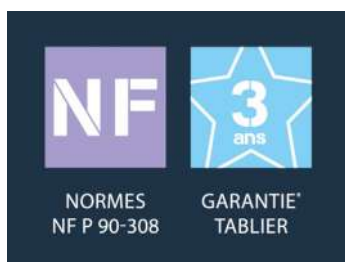 NF
3
ans
NORMES
NF P 90-308
GARANTIE*
TABLIER